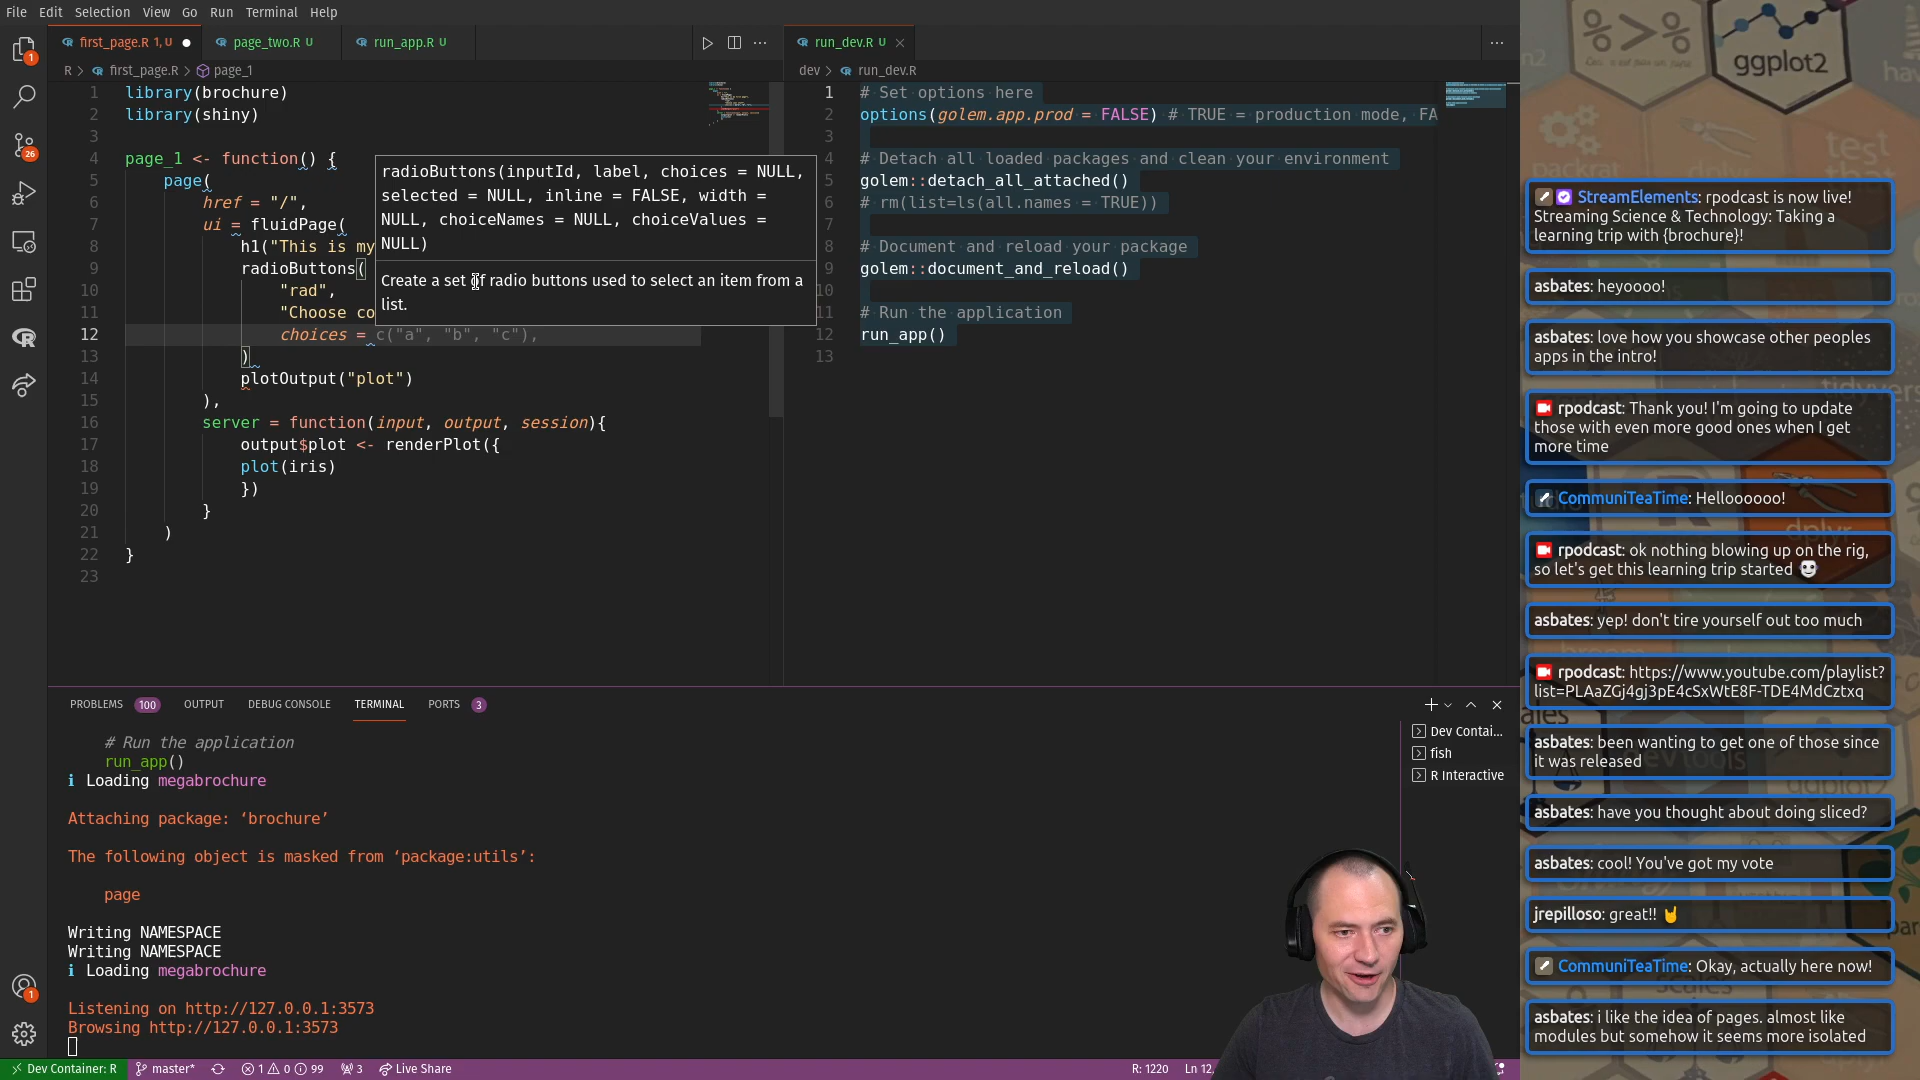 File Edit Selection View Go Run Terminal Help
first_page.R 1, U
page_two.R U
run_app.R U
R > first_page.R > page_1
1 library(brochure)
2 library(shiny)
3
4 page_1 <- function() {
5 page(
6 href = "/",
7 ui = fluidPage(
8 h1("This is my
9 radioButtons(
10 "rad",
11 "Choose co
12 choices = c("a", "b", "c"),
13 )
14 plotOutput("plot")
15 ),
16 server = function(input, output, session){
17 output$plot <- renderPlot({
18 plot(iris)
19 })
20 }
21 )
22 }
23
radioButtons(inputId, label, choices = NULL,
selected = NULL, inline = FALSE, width =
NULL, choiceNames = NULL, choiceValues =
NULL)
Create a set of radio buttons used to select an item from a
list.
run_dev.R U
dev > run_dev.R
1 # Set options here
2 options(golem.app.prod = FALSE) # TRUE = production mode, FA
3
4 # Detach all loaded packages and clean your environment
5 golem::detach_all_attached()
6 # rm(list=ls(all.names = TRUE))
7
8 # Document and reload your package
9 golem::document_and_reload()
10
11 # Run the application
12 run_app()
13
PROBLEMS 100 OUTPUT DEBUG CONSOLE TERMINAL PORTS 3
# Run the application
run_app()
i Loading megabrochure
Attaching package: ‘brochure’
The following object is masked from ‘package:utils’:
page
Writing NAMESPACE
Writing NAMESPACE
i Loading megabrochure
Listening on http://127.0.0.1:3573
Browsing http://127.0.0.1:3573
Dev Contai...
fish
R Interactive
1
26
1
Dev Container: R master* 1 0 99 3 Live Share R: 1220 Ln 12,
%>%
ggplot2
packrat
test
that
StreamElements: rpodcast is now live!
Streaming Science & Technology: Taking a
learning trip with {brochure}!
asbates: heyoooo!
asbates: love how you showcase other peoples
apps in the intro!
rpodcast: Thank you! I'm going to update
those with even more good ones when I get
more time
CommuniTeaTime: Helloooooo!
dplyr
rpodcast: ok nothing blowing up on the rig,
so let's get this learning trip started
asbates: yep! don't tire yourself out too much
rpodcast: https://www.youtube.com/playlist?
list=PLAaZGj4gj3pE4cSxWtE8F-TDE4MdCztxq
asbates: been wanting to get one of those since
it was released
devtools
asbates: have you thought about doing sliced?
asbates: cool! You've got my vote
jrepilloso: great!!
CommuniTeaTime: Okay, actually here now!
scales
asbates: i like the idea of pages. almost like
modules but somehow it seems more isolated